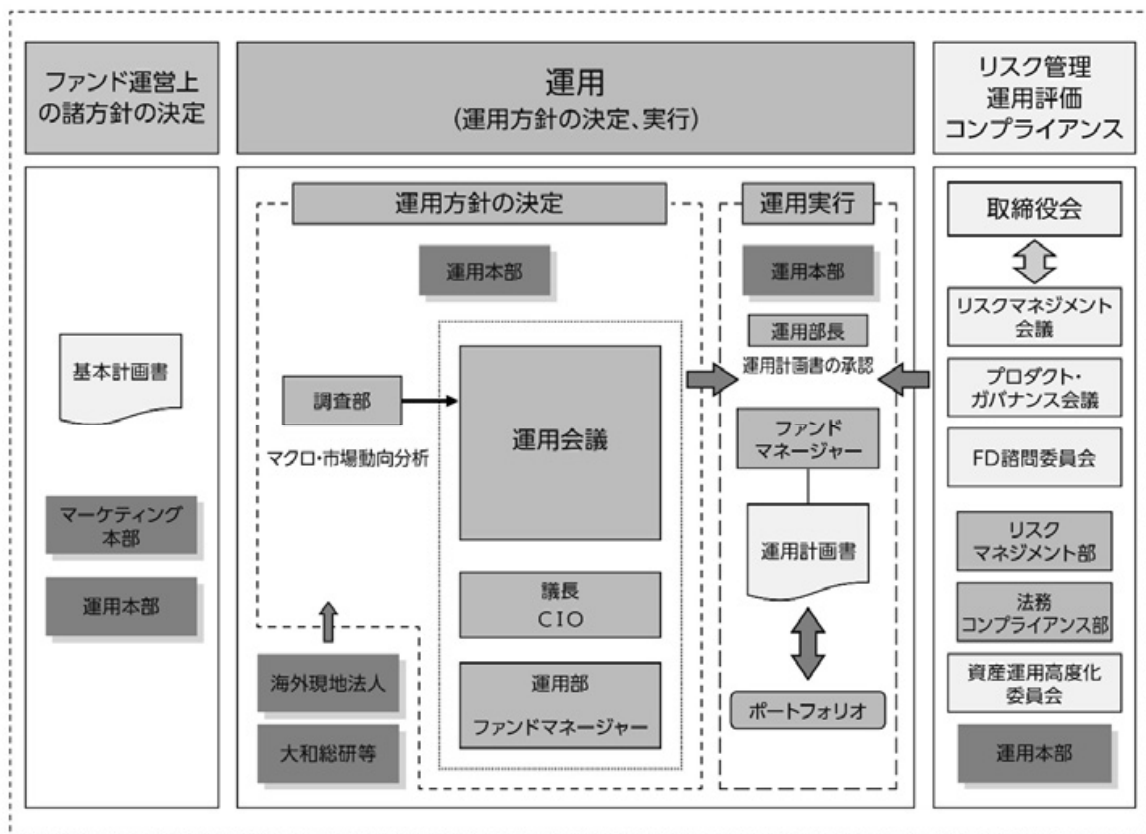 ファンド運営上
の諸方針の決定
運用
(運用方針の決定、実行)
リスク管理
運用評価
コンプライアンス
基本計画書
マーケティング
本部
運用本部
運用方針の決定
運用本部
調査部
マクロ・市場動向分析
運用会議
議長
CIO
運用部
ファンドマネージャー
海外現地法人
大和総研等
運用実行
運用本部
運用部長
運用計画書の承認
ファンド
マネージャー
運用計画書
ポートフォリオ
取締役会
リスクマネジメント
会議
プロダクト・
ガバナンス会議
FD諮問委員会
リスク
マネジメント部
法務
コンプライアンス部
資産運用高度化
委員会
運用本部